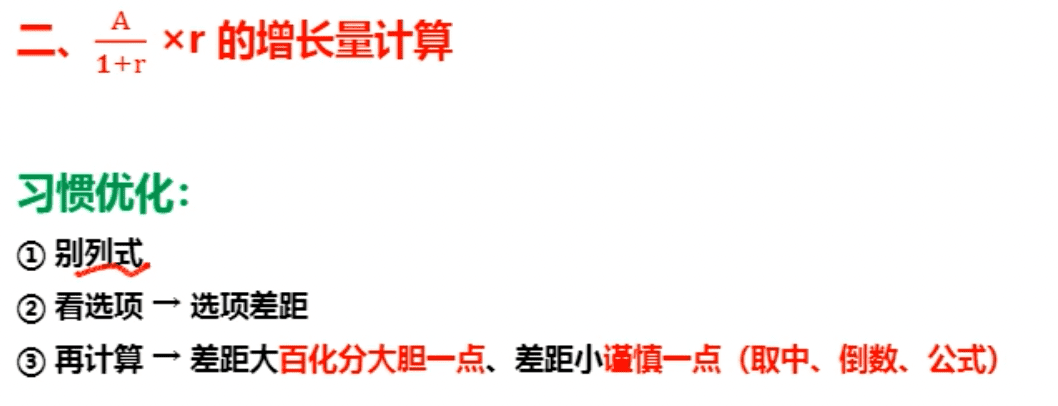 二、A/1+r ×r 的增长量计算
习惯优化：
① 别列式
② 看选项 → 选项差距
③ 再计算 → 差距大百化分大胆一点、差距小谨慎一点（取中、倒数、公式）